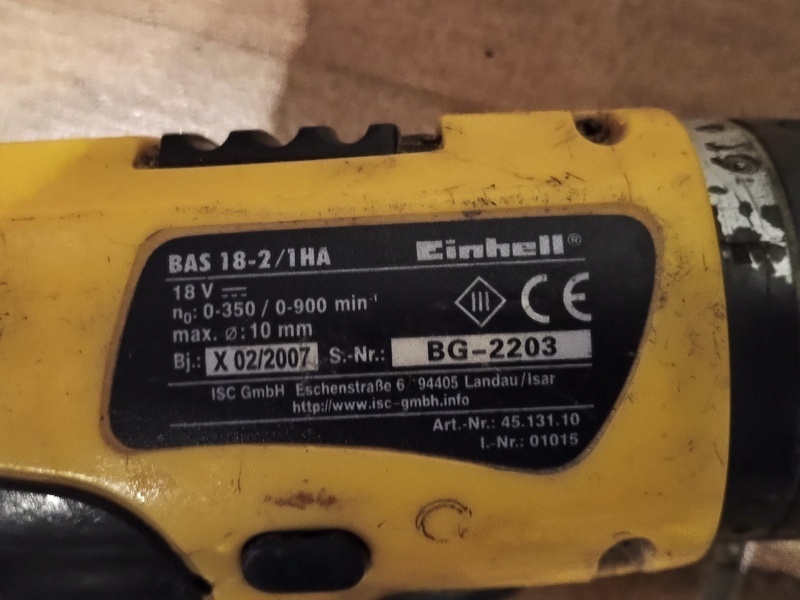 BAS 18-2/1HA
Einhell®
18 V
n₀: 0-350 / 0-900 min⁻¹
max. ø: 10 mm
III
CE
Bj.: X 02/2007 S.-Nr.: BG-2203
ISC GmbH Eschenstraße 6 94405 Landau/Isar
http://www.isc-gmbh.info
Art.-Nr.: 45.131.10
I.-Nr.: 01015